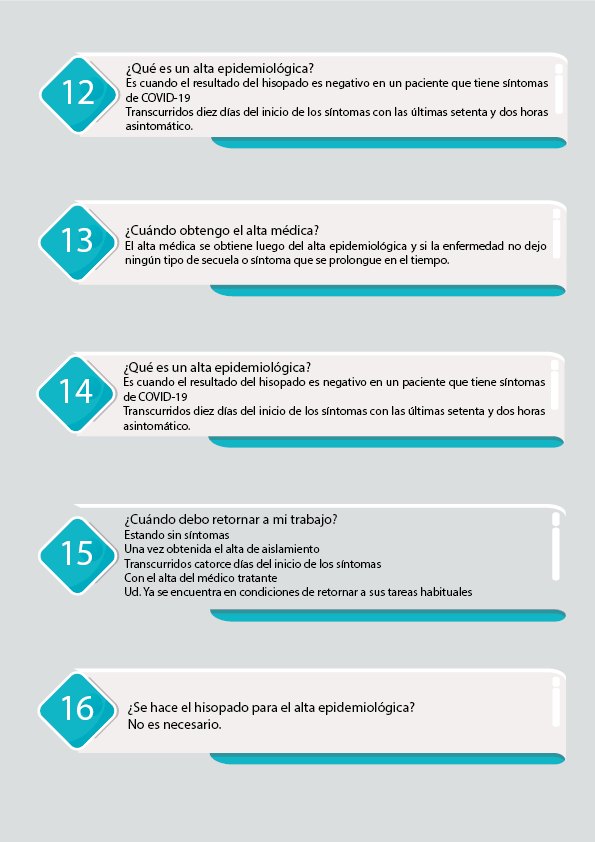 12
¿Qué es un alta epidemiológica?
Es cuando el resultado del hisopado es negativo en un paciente que tiene síntomas
de COVID-19
Transcurridos diez días del inicio de los síntomas con las últimas setenta y dos horas
asintomático.
13
¿Cuándo obtengo el alta médica?
El alta médica se obtiene luego del alta epidemiológica y si la enfermedad no dejo
ningún tipo de secuela o síntoma que se prolongue en el tiempo.
14
¿Qué es un alta epidemiológica?
Es cuando el resultado del hisopado es negativo en un paciente que tiene síntomas
de COVID-19
Transcurridos diez días del inicio de los síntomas con las últimas setenta y dos horas
asintomático.
15
¿Cuándo debo retornar a mi trabajo?
Estando sin síntomas
Una vez obtenida el alta de aislamiento
Transcurridos catorce días del inicio de los síntomas
Con el alta del médico tratante
Ud. Ya se encuentra en condiciones de retornar a sus tareas habituales
16
¿Se hace el hisopado para el alta epidemiológica?
No es necesario.